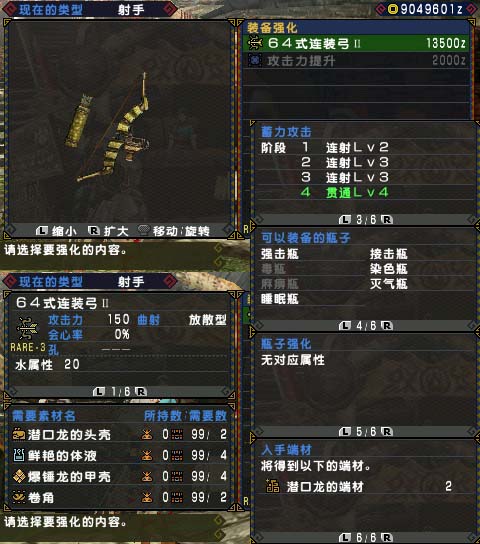 现在的类型 射手
L 缩小 R 扩大 移动/旋转
请选择要强化的内容。
9049601z
装备强化
64式连装弓Ⅱ 13500z
攻击力提升 2000z
蓄力攻击
阶段 1 连射Lv2
2 连射Lv3
3 连射Lv3
4 贯通Lv4
L 3/6 R
可以装备的瓶子
强击瓶 接击瓶
毒瓶 染色瓶
麻痹瓶 灭气瓶
睡眠瓶
L 4/6 R
瓶子强化
无对应属性
L 5/6 R
入手端材
将得到以下的端材。
潜口龙的端材 2
L 6/6 R
现在的类型 射手
64式连装弓Ⅱ
攻击力 150 曲射 放散型
会心率 0%
RARE-3 孔 ---
水属性 20
L 1/6 R
需要素材名 所持数/需要数
潜口龙的头壳 0 99/ 2
鲜艳的体液 0 99/ 4
爆锤龙的甲壳 0 99/ 4
卷角 0 99/ 2
请选择要强化的内容。